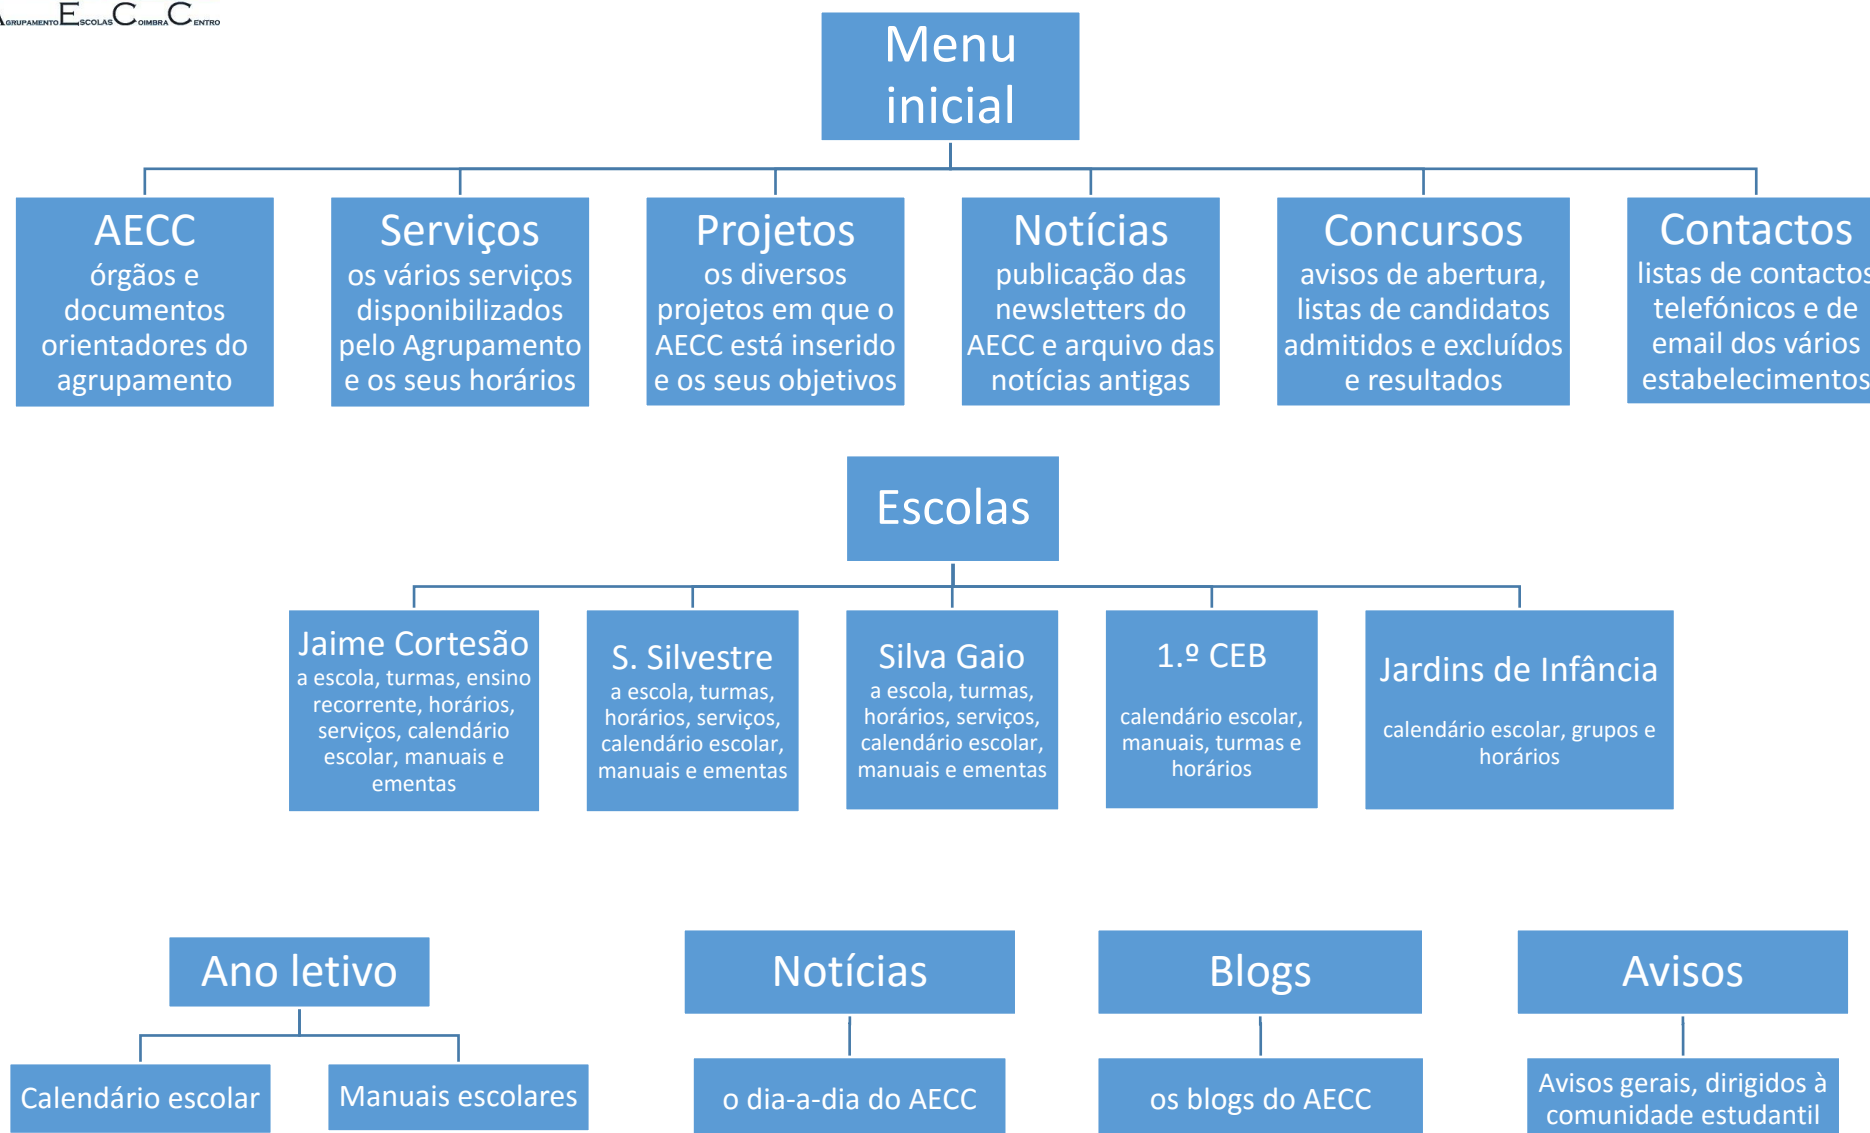 AGRUPAMENTO ESCOLAS COIMBRA CENTRO
Menu
inicial
AECC
órgãos e
documentos
orientadores do
agrupamento
Serviços
os vários serviços
disponibilizados
pelo Agrupamento
e os seus horários
Projetos
os diversos
projetos em que o
AECC está inserido
e os seus objetivos
Notícias
publicação das
newsletters do
AECC e arquivo das
notícias antigas
Concursos
avisos de abertura,
listas de candidatos
admitidos e excluídos
e resultados
Contactos
listas de contactos
telefónicos e de
email dos vários
estabelecimentos
Escolas
Jaime Cortesão
a escola, turmas, ensino
recorrente, horários,
serviços, calendário
escolar, manuais e
ementas
S. Silvestre
a escola, turmas,
horários, serviços,
calendário escolar,
manuais e ementas
Silva Gaio
a escola, turmas,
horários, serviços,
calendário escolar,
manuais e ementas
1.º CEB
calendário escolar,
manuais, turmas e
horários
Jardins de Infância
calendário escolar, grupos e
horários
Ano letivo
Calendário escolar
Manuais escolares
Notícias
o dia-a-dia do AECC
Blogs
os blogs do AECC
Avisos
Avisos gerais, dirigidos à
comunidade estudantil